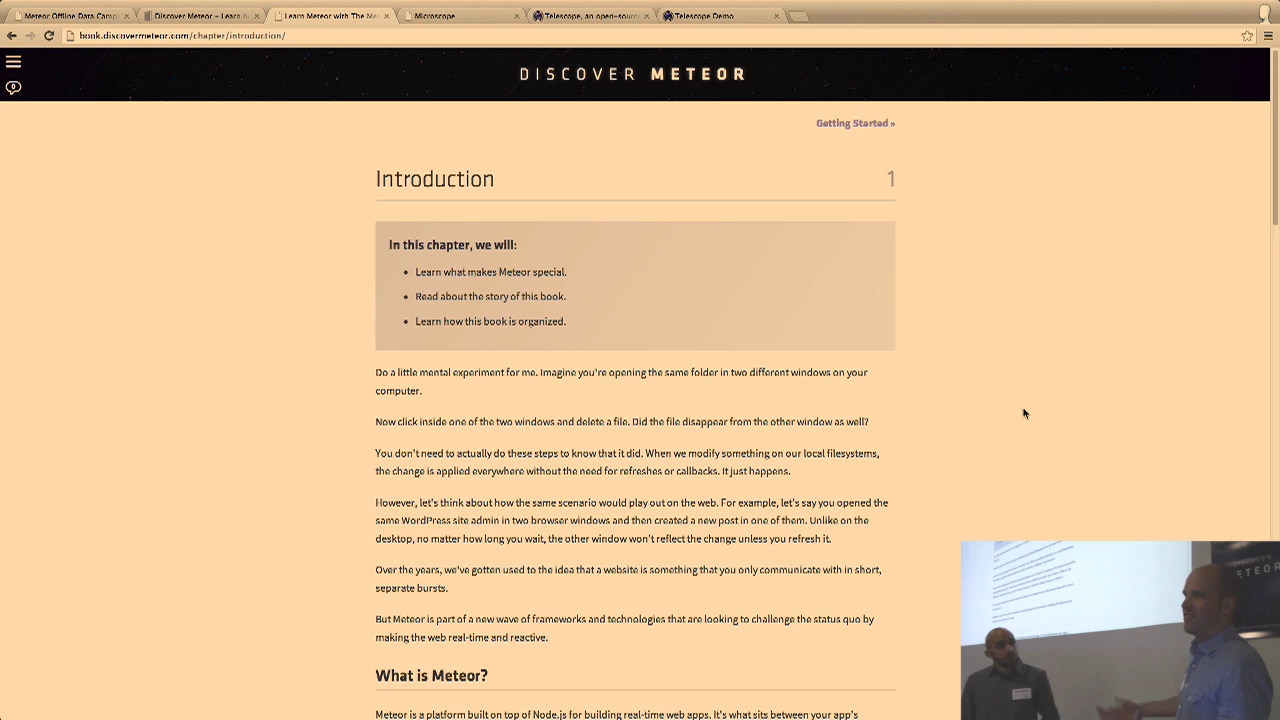 Meteor Offline Data Camp
Discover Meteor – Learn
Learn Meteor with The Me
Microscope
Telescope, an open-sourc
Telescope Demo
book.discovermeteor.com/chapter/introduction/
0
DISCOVER METEOR
Getting Started »
Introduction
1
In this chapter, we will:
• Learn what makes Meteor special.
• Read about the story of this book.
• Learn how this book is organized.
Do a little mental experiment for me. Imagine you're opening the same folder in two different windows on your
computer.
Now click inside one of the two windows and delete a file. Did the file disappear from the other window as well?
You don't need to actually do these steps to know that it did. When we modify something on our local filesystems,
the change is applied everywhere without the need for refreshes or callbacks. It just happens.
However, let's think about how the same scenario would play out on the web. For example, let's say you opened the
same WordPress site admin in two browser windows and then created a new post in one of them. Unlike on the
desktop, no matter how long you wait, the other window won't reflect the change unless you refresh it.
Over the years, we've gotten used to the idea that a website is something that you only communicate with in short,
separate bursts.
But Meteor is part of a new wave of frameworks and technologies that are looking to challenge the status quo by
making the web real-time and reactive.
What is Meteor?
Meteor is a platform built on top of Node.js for building real-time web apps. It's what sits between your app's